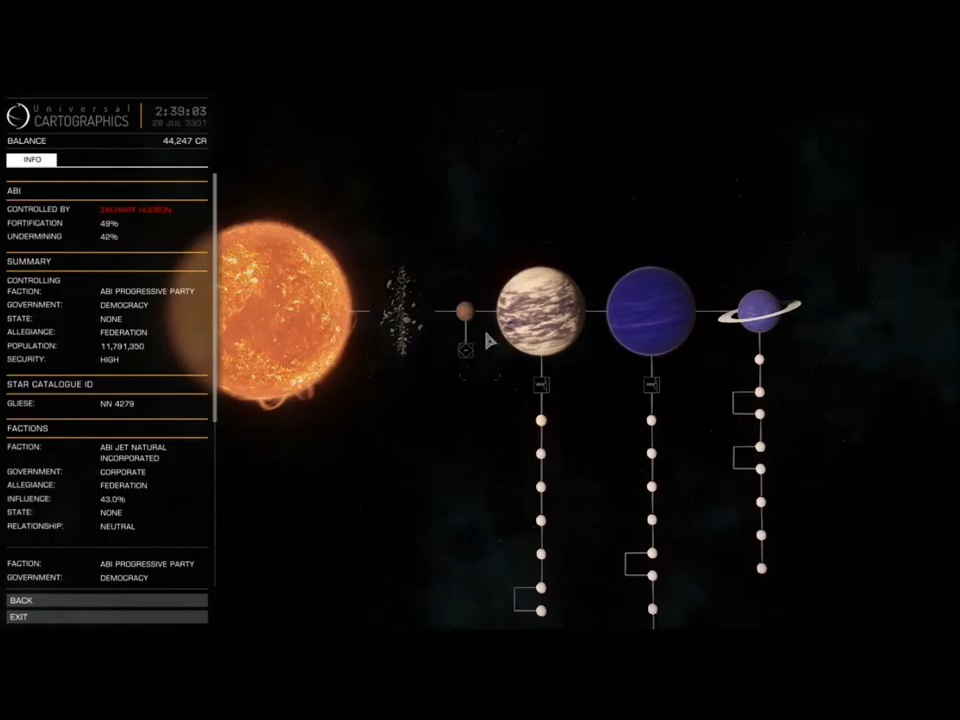 Universal
CARTOGRAPHICS
2:39:03
29 JUL 3301
BALANCE 44,247 CR
INFO
ABI
CONTROLLED BY ZACHARY HUDSON
FORTIFICATION 49%
UNDERMINING 42%
SUMMARY
CONTROLLING
FACTION: ABI PROGRESSIVE PARTY
GOVERNMENT: DEMOCRACY
STATE: NONE
ALLEGIANCE: FEDERATION
POPULATION: 11,791,350
SECURITY: HIGH
STAR CATALOGUE ID
GLIESE: NN 4279
FACTIONS
FACTION: ABI JET NATURAL
INCORPORATED
GOVERNMENT: CORPORATE
ALLEGIANCE: FEDERATION
INFLUENCE: 43.0%
STATE: NONE
RELATIONSHIP: NEUTRAL
FACTION: ABI PROGRESSIVE PARTY
GOVERNMENT: DEMOCRACY
BACK
EXIT